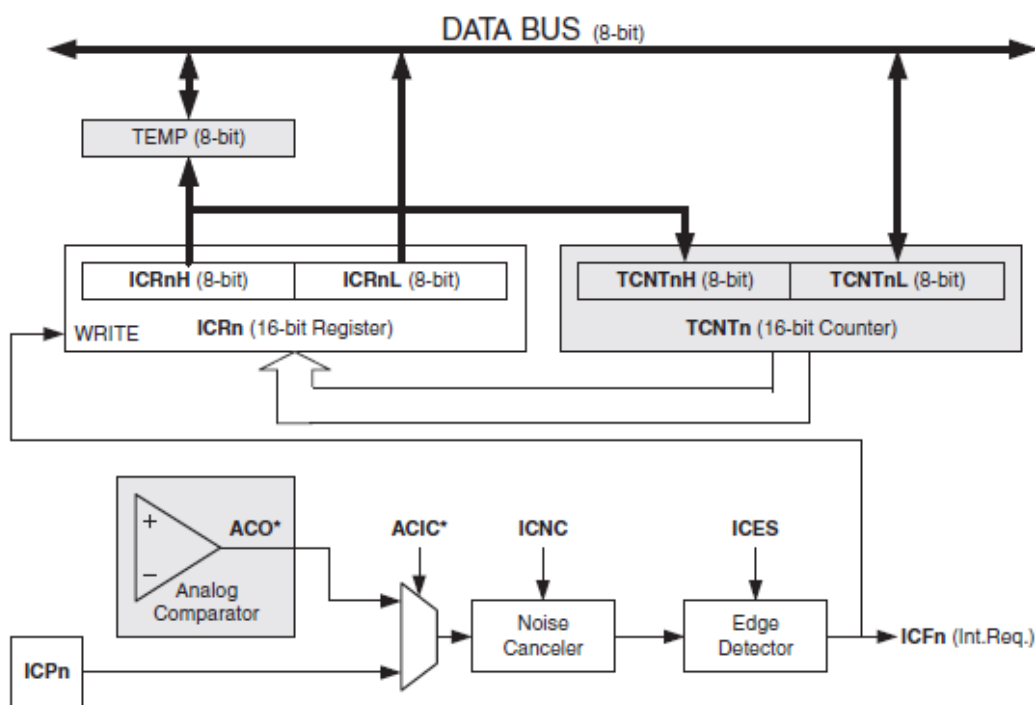 DATA BUS (8-bit)
TEMP (8-bit)
ICRnH (8-bit)
ICRnL (8-bit)
TCNTnH (8-bit)
TCNTnL (8-bit)
WRITE
ICRn (16-bit Register)
TCNTn (16-bit Counter)
+
−
ACO*
Analog
Comparator
ACIC*
ICNC
ICES
Noise
Canceler
Edge
Detector
ICFn (Int.Req.)
ICPn